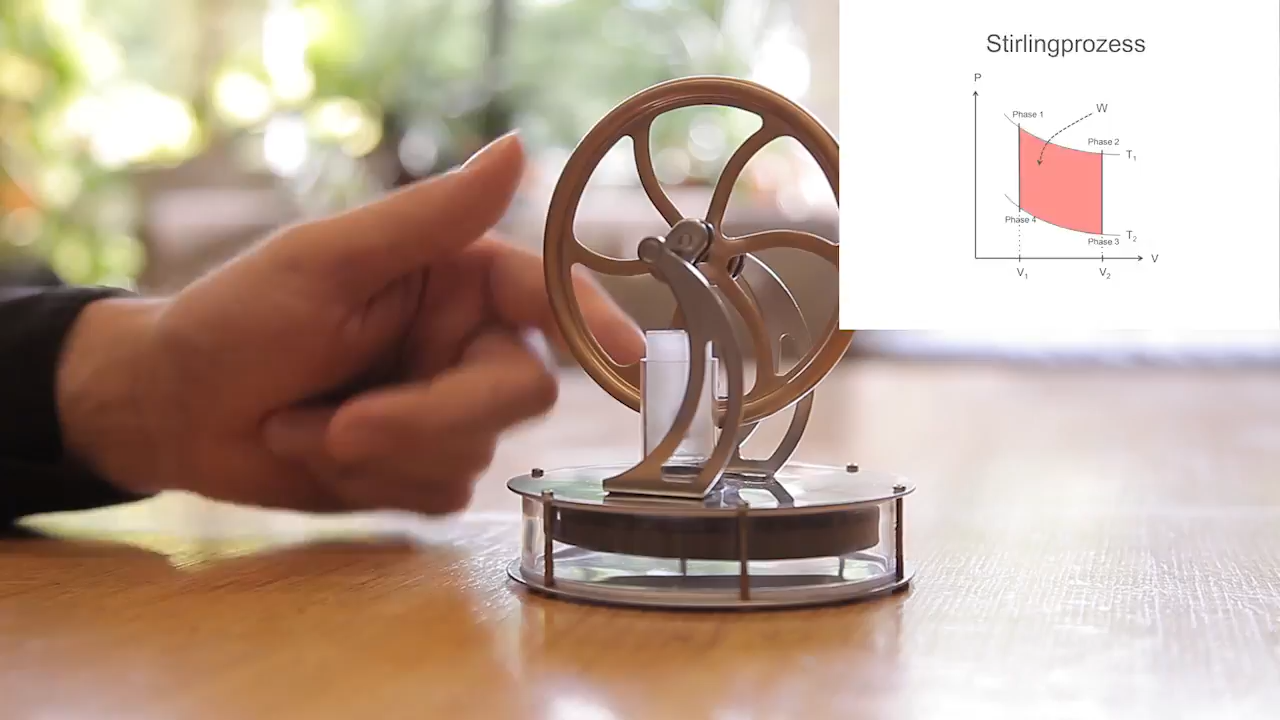 Stirlingprozess
P
Phase 1
W
Phase 2
T₁
Phase 4
T₂
Phase 3
V
V₁
V₂